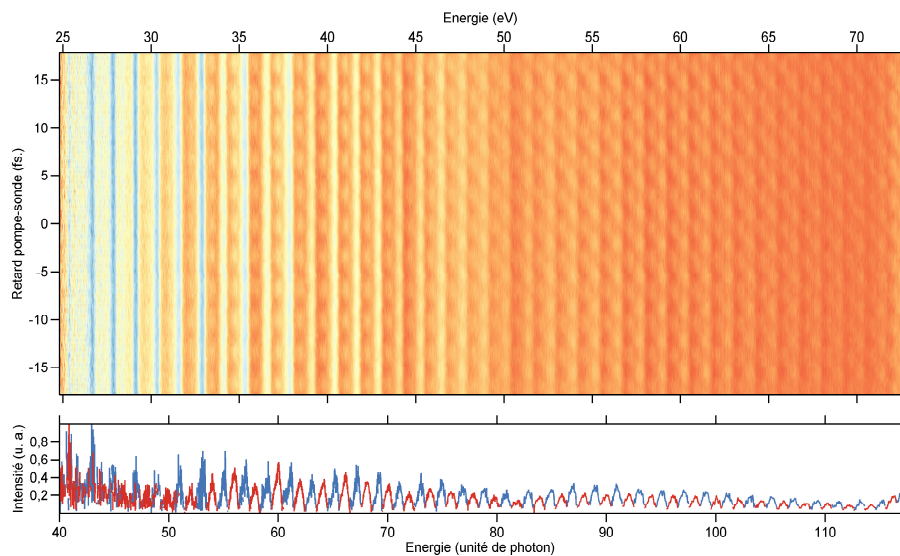 Energie (eV)
25 30 35 40 45 50 55 60 65 70
Retard pompe-sonde (fs.)
15
10
5
0
-5
-10
-15
Intensité (u. a.)
0,8
0,6
0,4
0,2
40 50 60 70 80 90 100 110
Energie (unité de photon)